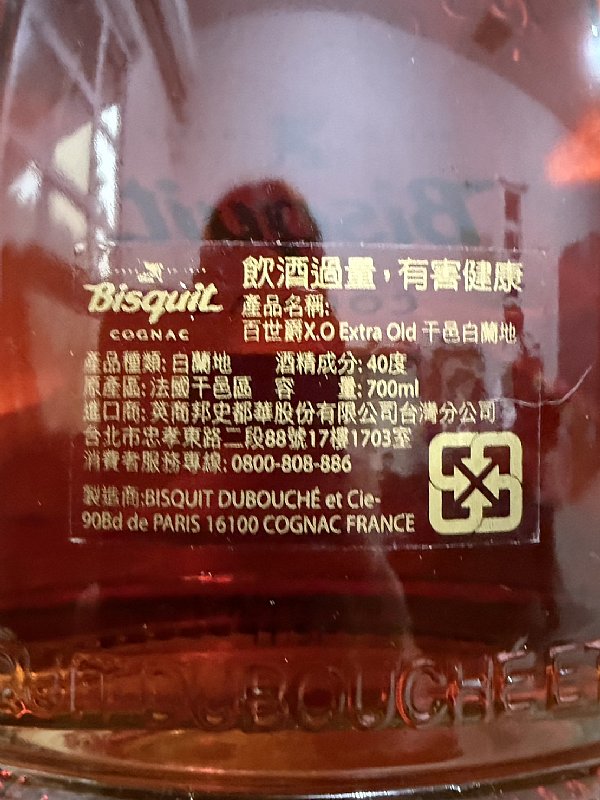 Bisquit
COGNAC
飲酒過量,有害健康
產品名稱:
百世爵X.O Extra Old 干邑白蘭地
產品種類: 白蘭地 酒精成分: 40度
原產區: 法國干邑區 容 量: 700ml
進口商: 英商邦史都華股份有限公司台灣分公司
台北市忠孝東路二段88號17樓1703室
消費者服務專線: 0800-808-886
製造商:BISQUIT DUBOUCHÉ et Cie-
90Bd de PARIS 16100 COGNAC FRANCE
DUBOUCHÉ ET